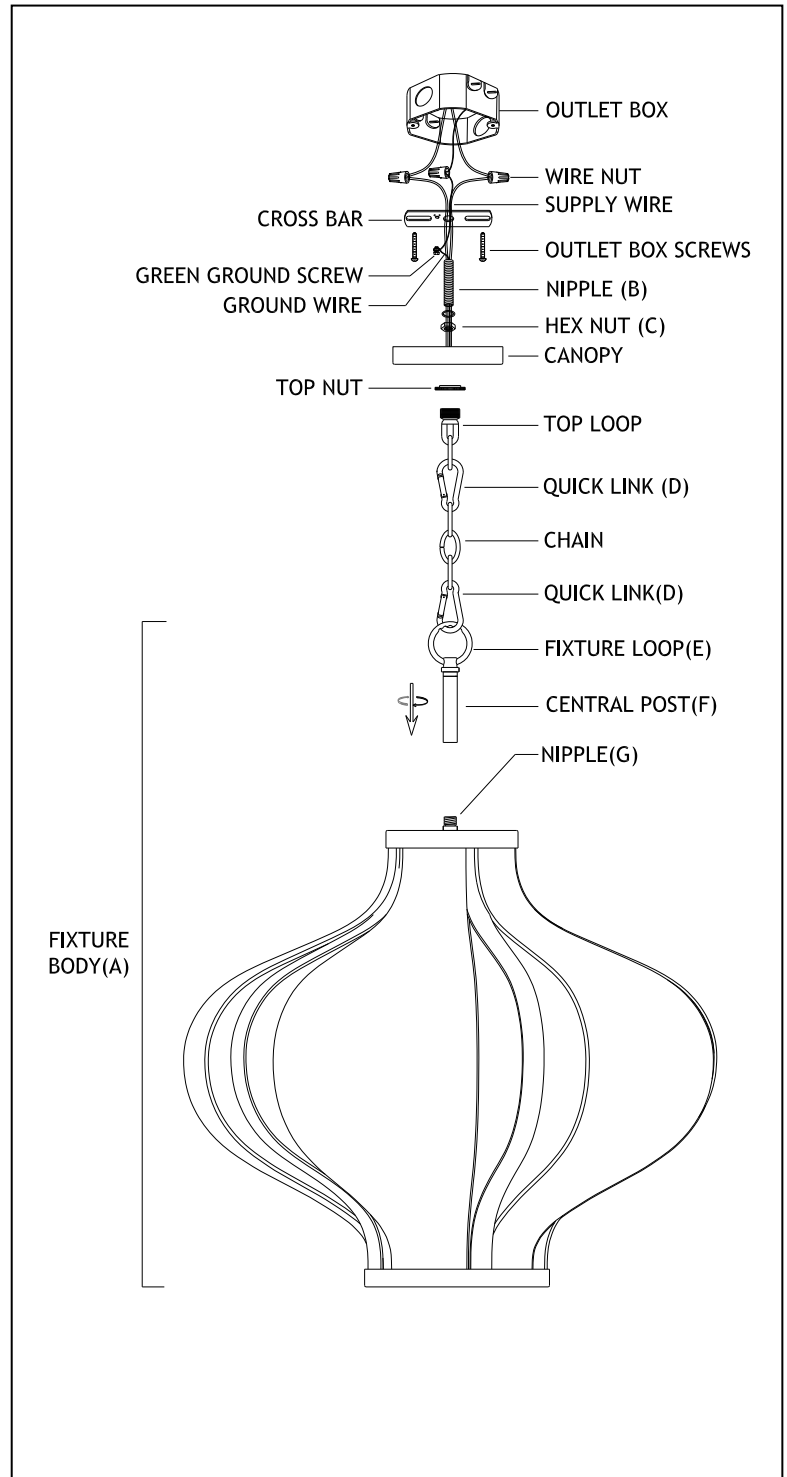 OUTLET BOX
WIRE NUT
SUPPLY WIRE
CROSS BAR
OUTLET BOX SCREWS
GREEN GROUND SCREW
GROUND WIRE
NIPPLE (B)
HEX NUT (C)
CANOPY
TOP NUT
TOP LOOP
QUICK LINK (D)
CHAIN
QUICK LINK(D)
FIXTURE LOOP(E)
CENTRAL POST(F)
NIPPLE(G)
FIXTURE
BODY(A)